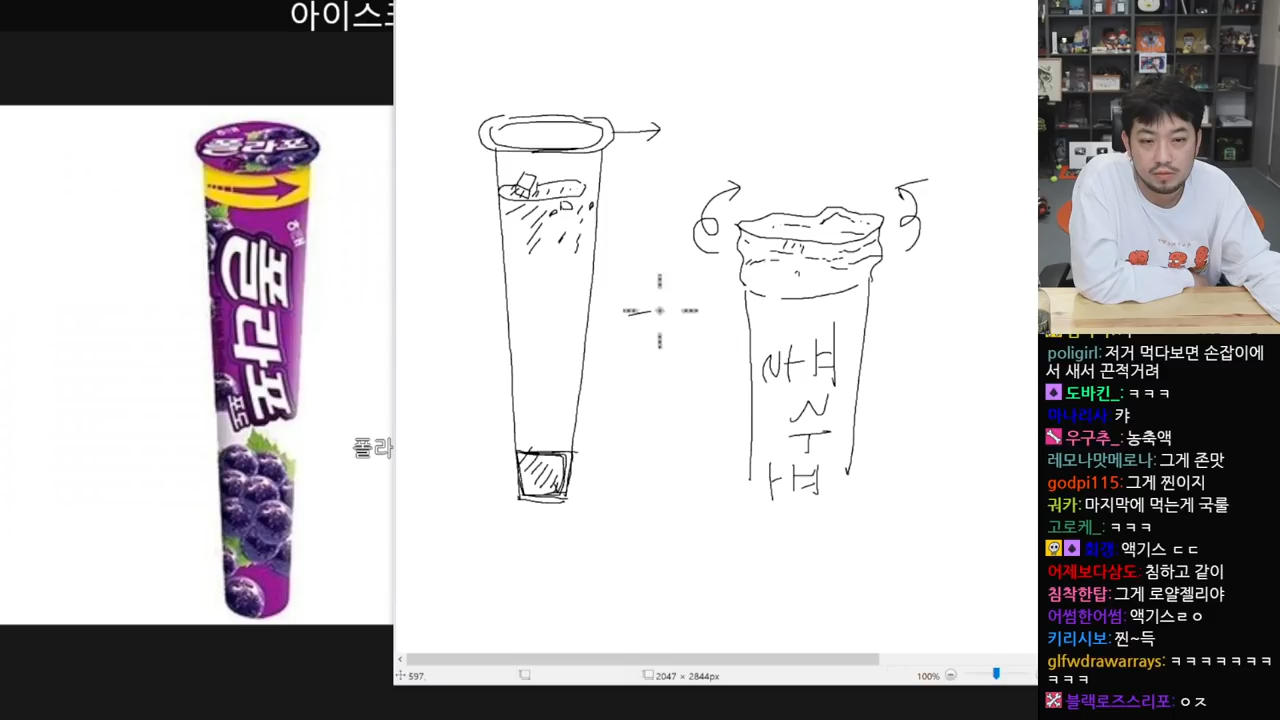 아이스크
폴라포
폴라포
포도
폴라
597,
2047 × 2844px
100%
poligirl: 저거 먹다보면 손잡이에
서 새서 끈적거려
도바킨_: ㅋㅋㅋ
마나리사 캬
우구추_: 농축액
레모나맛메로나: 그게 존맛
godpi115: 그게 찐이지
궈카: 마지막에 먹는게 국룰
고로케_: ㅋㅋㅋ
액기스 ㄷㄷ
어제보다삼도: 침하고 같이
침착한탑: 그게 로얄젤리야
어썸한어썸: 액기스ㄹㅇ
키리시보: 찐~득
glfwdrawarrays: ㅋㅋㅋㅋㅋㅋㅋ
ㅋㅋㅋㅋ
블랙로즈스리포: ㅇㅈ